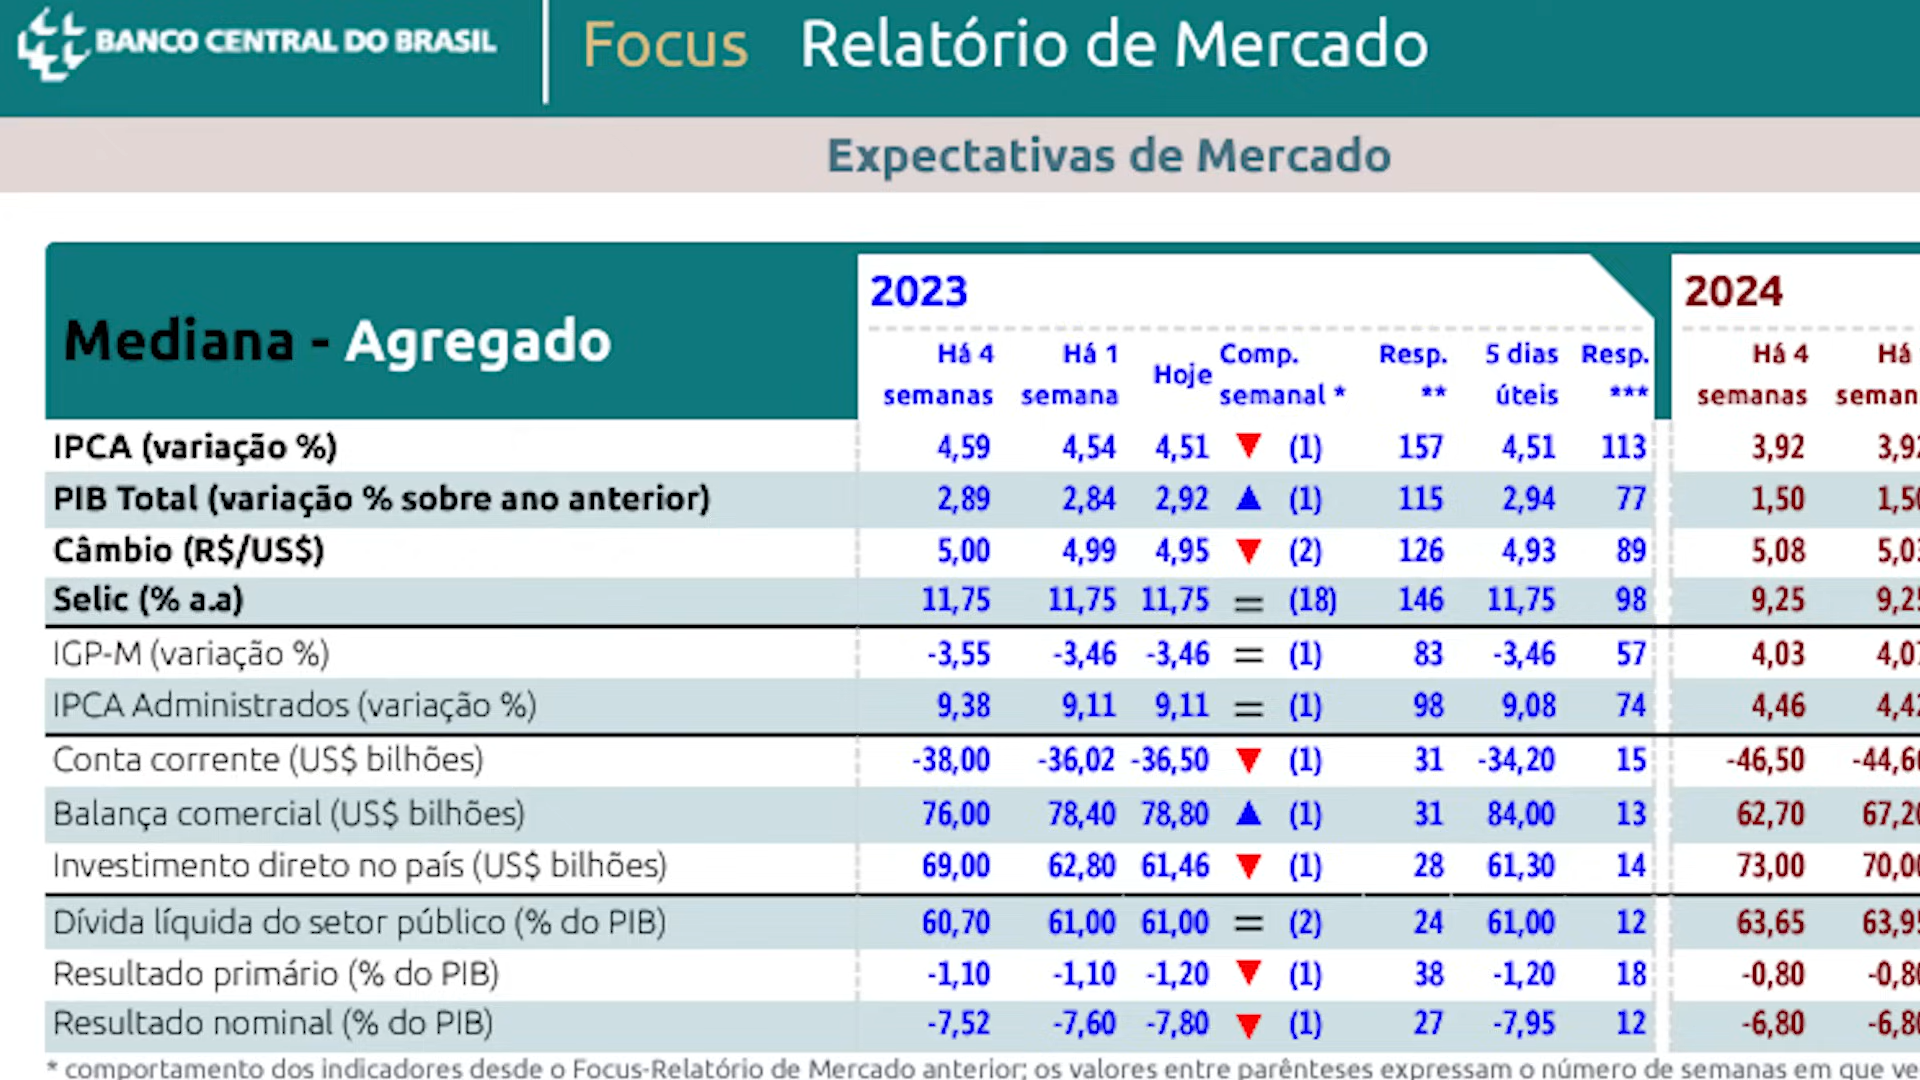 BANCO CENTRAL DO BRASIL Focus Relatório de Mercado
Expectativas de Mercado
2023 2024
Mediana - Agregado
Há 4 semanas Há 1 semana Hoje Comp. semanal * Resp. ** 5 dias úteis Resp. *** Há 4 semanas Há
IPCA (variação %) 4,59 4,54 4,51 ▼ (1) 157 4,51 113 3,92
PIB Total (variação % sobre ano anterior) 2,89 2,84 2,92 ▲ (1) 115 2,94 77 1,50
Câmbio (R$/US$) 5,00 4,99 4,95 ▼ (2) 126 4,93 89 5,08
Selic (% a.a) 11,75 11,75 11,75 = (18) 146 11,75 98 9,25
IGP-M (variação %) -3,55 -3,46 -3,46 = (1) 83 -3,46 57 4,03
IPCA Administrados (variação %) 9,38 9,11 9,11 = (1) 98 9,08 74 4,46
Conta corrente (US$ bilhões) -38,00 -36,02 -36,50 ▼ (1) 31 -34,20 15 -46,50
Balança comercial (US$ bilhões) 76,00 78,40 78,80 ▲ (1) 31 84,00 13 62,70
Investimento direto no país (US$ bilhões) 69,00 62,80 61,46 ▼ (1) 28 61,30 14 73,00
Dívida líquida do setor público (% do PIB) 60,70 61,00 61,00 = (2) 24 61,00 12 63,65
Resultado primário (% do PIB) -1,10 -1,10 -1,20 ▼ (1) 38 -1,20 18 -0,80
Resultado nominal (% do PIB) -7,52 -7,60 -7,80 ▼ (1) 27 -7,95 12 -6,80
* comportamento dos indicadores desde o Focus-Relatório de Mercado anterior; os valores entre parênteses expressam o número de semanas em que ve